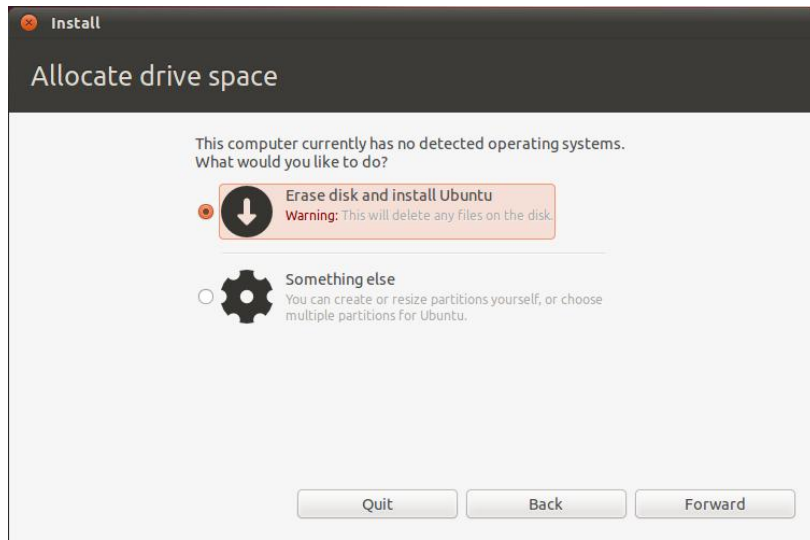 Install
Allocate drive space
This computer currently has no detected operating systems.
What would you like to do?
Erase disk and install Ubuntu
Warning: This will delete any files on the disk.
Something else
You can create or resize partitions yourself, or choose
multiple partitions for Ubuntu.
Quit
Back
Forward